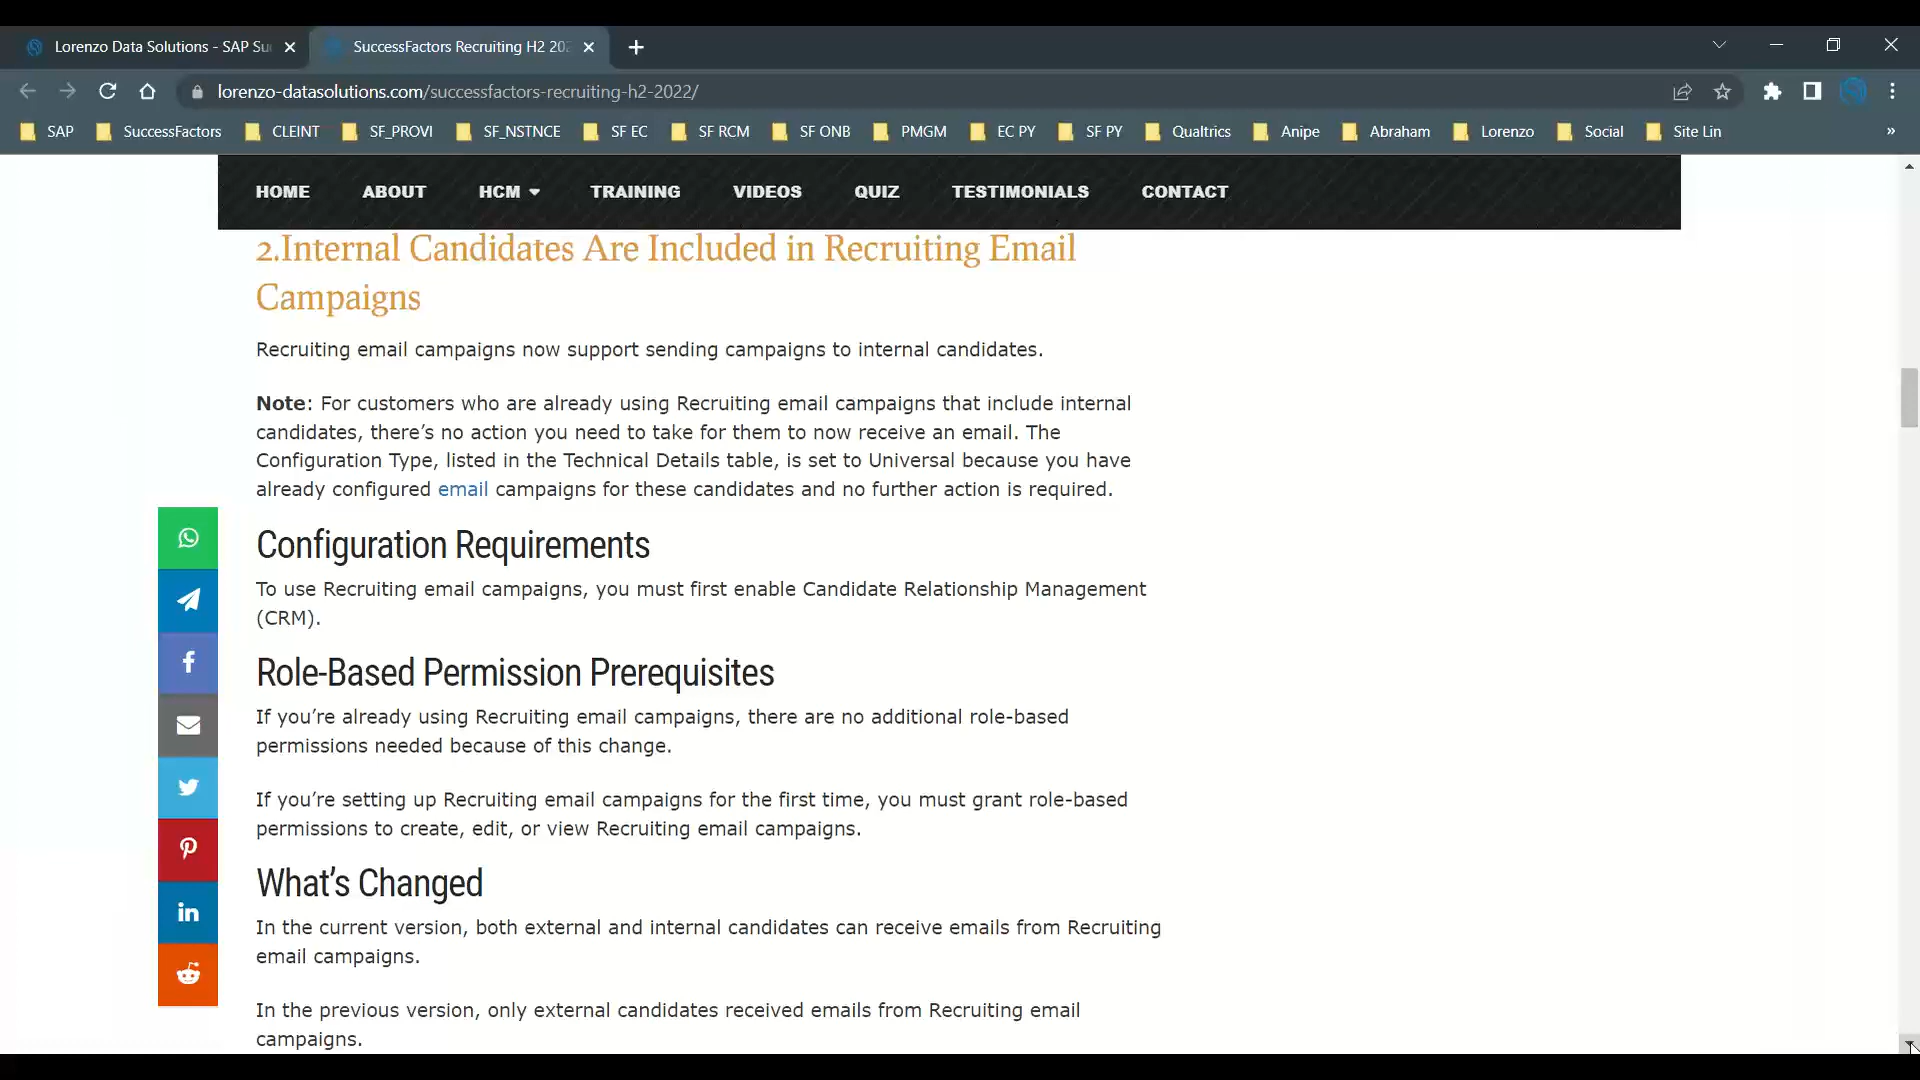 Lorenzo Data Solutions - SAP Su
SuccessFactors Recruiting H2 202
lorenzo-datasolutions.com/successfactors-recruiting-h2-2022/
SAP SuccessFactors CLEINT SF_PROVI SF_NSTNCE SF EC SF RCM SF ONB PMGM EC PY SF PY Qualtrics Anipe Abraham Lorenzo Social Site Lin »
HOME ABOUT HCM TRAINING VIDEOS QUIZ TESTIMONIALS CONTACT
2.Internal Candidates Are Included in Recruiting Email
Campaigns
Recruiting email campaigns now support sending campaigns to internal candidates.
Note: For customers who are already using Recruiting email campaigns that include internal
candidates, there’s no action you need to take for them to now receive an email. The
Configuration Type, listed in the Technical Details table, is set to Universal because you have
already configured email campaigns for these candidates and no further action is required.
Configuration Requirements
To use Recruiting email campaigns, you must first enable Candidate Relationship Management
(CRM).
Role-Based Permission Prerequisites
If you’re already using Recruiting email campaigns, there are no additional role-based
permissions needed because of this change.
If you’re setting up Recruiting email campaigns for the first time, you must grant role-based
permissions to create, edit, or view Recruiting email campaigns.
What’s Changed
In the current version, both external and internal candidates can receive emails from Recruiting
email campaigns.
In the previous version, only external candidates received emails from Recruiting email
campaigns.